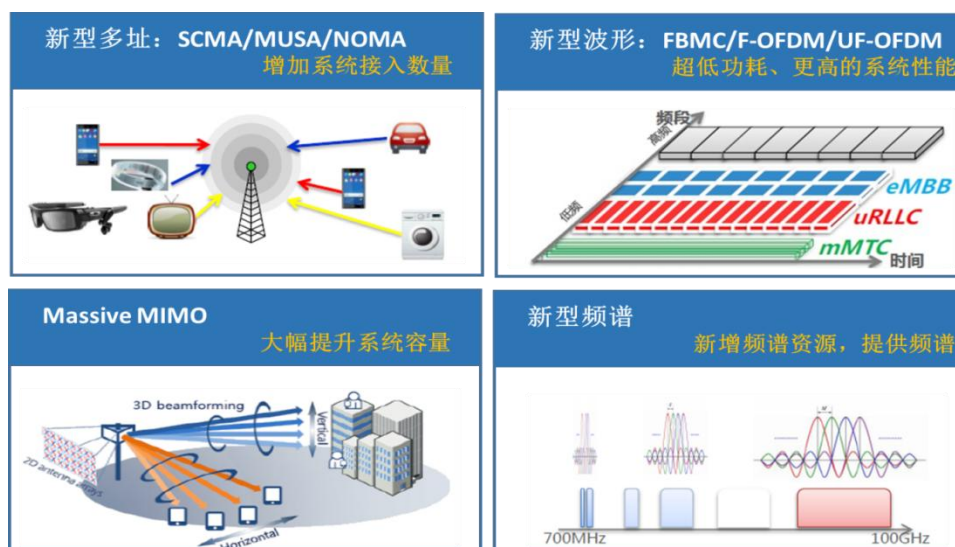 新型多址：SCMA/MUSA/NOMA
增加系统接入数量
新型波形：FBMC/F-OFDM/UF-OFDM
超低功耗、更高的系统性能
频段
高频
低频
eMBB
uRLLC
mMTC
时间
Massive MIMO
大幅提升系统容量
3D beamforming
Vertical
2D antenna arrays
Horizontal
新型频谱
新增频谱资源，提供频谱
700MHz
100GHz